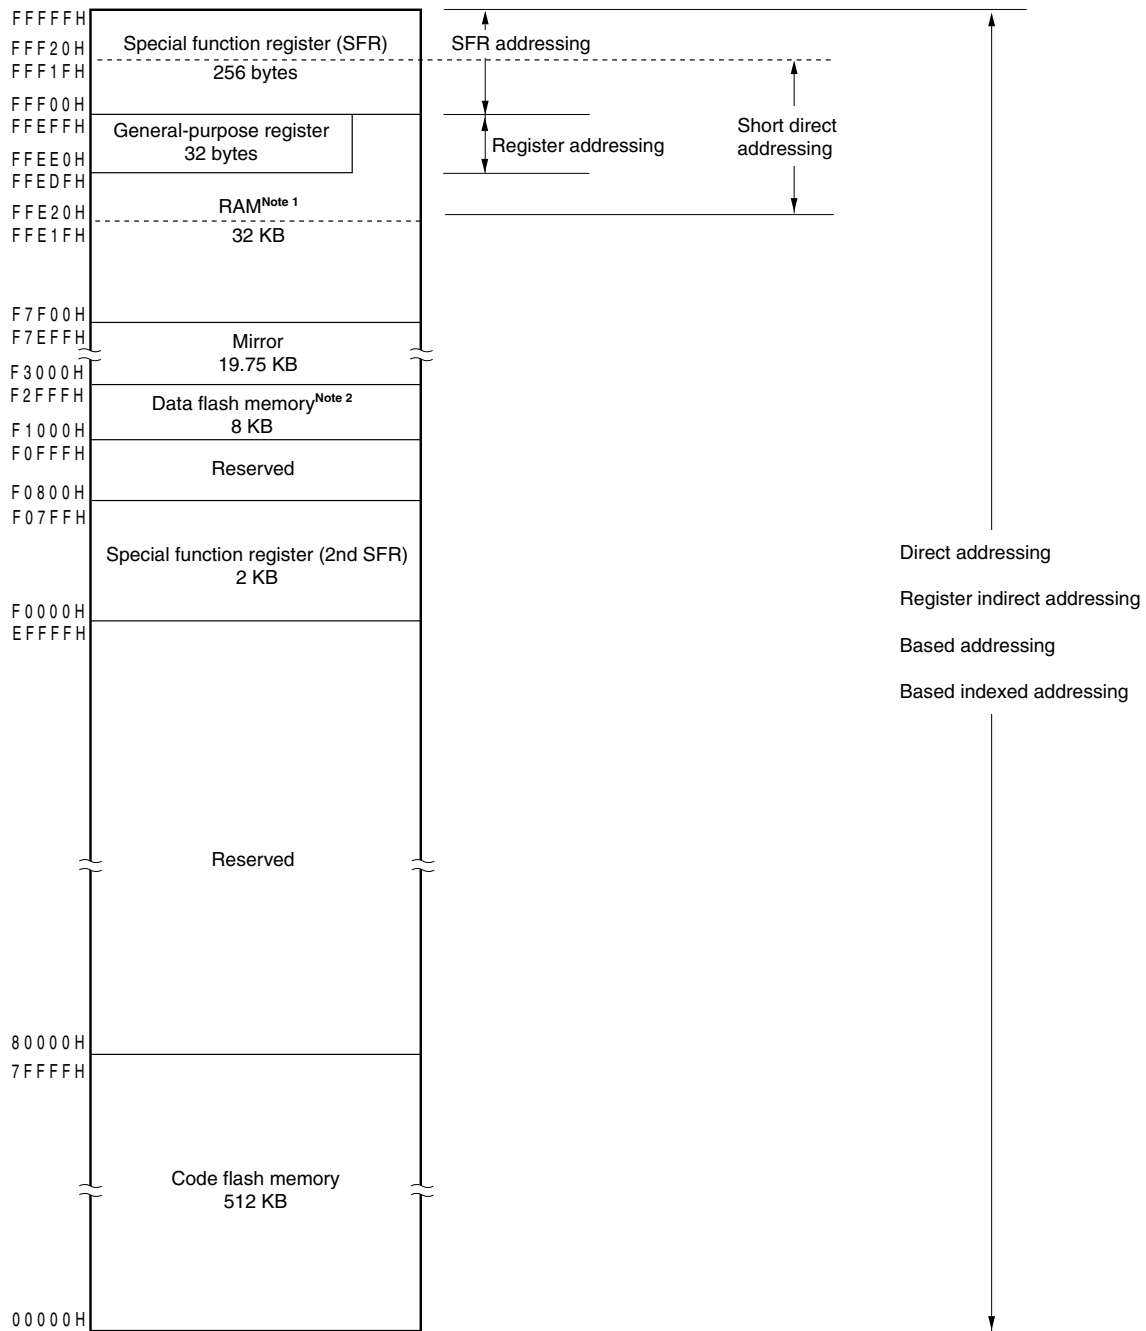 FFFFFH
FFF20H
FFF1FH
FFF00H
FFEFFH
FFEE0H
FFEDFH
FFE20H
FFE1FH
F7F00H
F7EFFH
F3000H
F2FFFH
F1000H
F0FFFH
F0800H
F07FFH
F0000H
EFFFFH
80000H
7FFFFH
00000H
Special function register (SFR)
256 bytes
General-purpose register
32 bytes
RAM Note 1
32 KB
Mirror
19.75 KB
Data flash memory Note 2
8 KB
Reserved
Special function register (2nd SFR)
2 KB
Reserved
Code flash memory
512 KB
SFR addressing
Register addressing
Short direct
addressing
Direct addressing
Register indirect addressing
Based addressing
Based indexed addressing